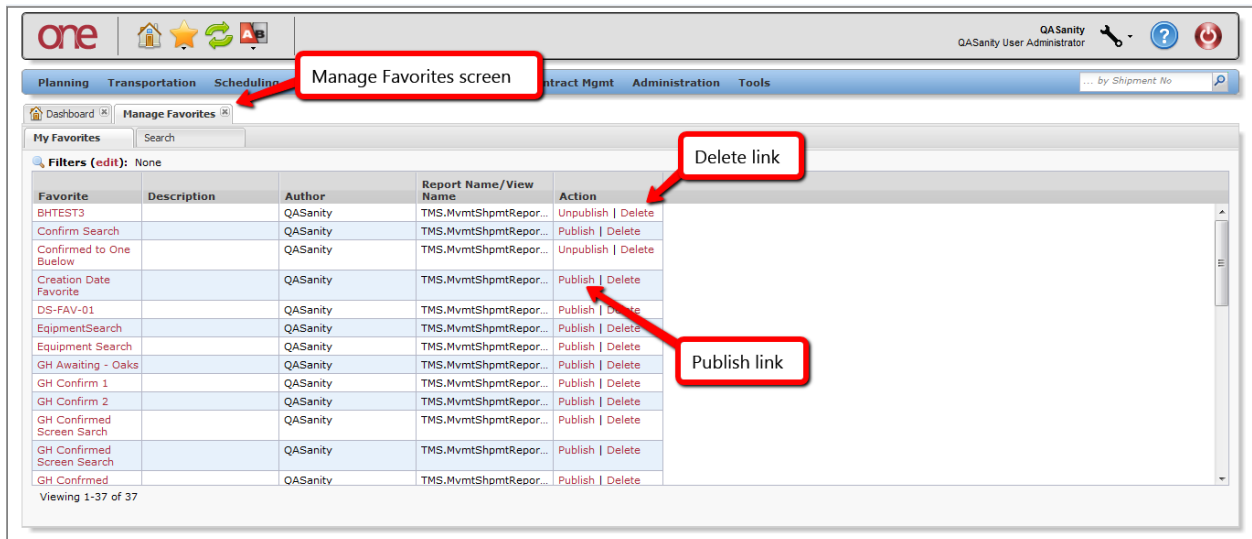 one
A B
QASanity
QASanity User Administrator
Planning Transportation Scheduling ntract Mgmt Administration Tools
... by Shipment No
Manage Favorites screen
Dashboard Manage Favorites
My Favorites Search
Filters (edit): None
Delete link
Favorite Description Author Report Name/View Name Action
BHTEST3 QASanity TMS.MvmtShpmtRepor... Unpublish | Delete
Confirm Search QASanity TMS.MvmtShpmtRepor... Publish | Delete
Confirmed to One Buelow QASanity TMS.MvmtShpmtRepor... Unpublish | Delete
Creation Date Favorite QASanity TMS.MvmtShpmtRepor... Publish | Delete
DS-FAV-01 QASanity TMS.MvmtShpmtRepor... Publish | Delete
EqipmentSearch QASanity TMS.MvmtShpmtRepor... Publish | Delete
Equipment Search QASanity TMS.MvmtShpmtRepor... Publish | Delete
GH Awaiting - Oaks QASanity TMS.MvmtShpmtRepor... Publish | Delete
GH Confirm 1 QASanity TMS.MvmtShpmtRepor... Publish | Delete
GH Confirm 2 QASanity TMS.MvmtShpmtRepor... Publish | Delete
GH Confirmed Screen Sarch QASanity TMS.MvmtShpmtRepor... Publish | Delete
GH Confirmed Screen Search QASanity TMS.MvmtShpmtRepor... Publish | Delete
GH Confrmed QASanity TMS.MvmtShpmtRepor... Publish | Delete
Publish link
Viewing 1-37 of 37